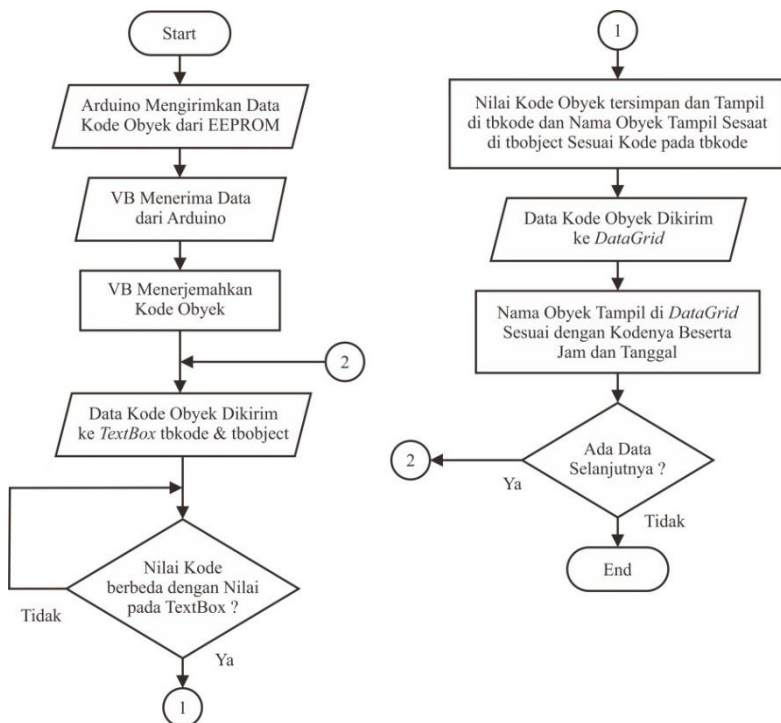 Start
Arduino Mengirimkan Data
Kode Obyek dari EEPROM
VB Menerima Data
dari Arduino
VB Menerjemahkan
Kode Obyek
2
Data Kode Obyek Dikirim
ke TextBox tbkode & tbobject
Nilai Kode
berbeda dengan Nilai
pada TextBox ?
Tidak
Ya
1
1
Nilai Kode Obyek tersimpan dan Tampil
di tbkode dan Nama Obyek Tampil Sesaat
di tbobject Sesuai Kode pada tbkode
Data Kode Obyek Dikirim
ke DataGrid
Nama Obyek Tampil di DataGrid
Sesuai dengan Kodenya Beserta
Jam dan Tanggal
Ada Data
Selanjutnya ?
2
Ya
Tidak
End